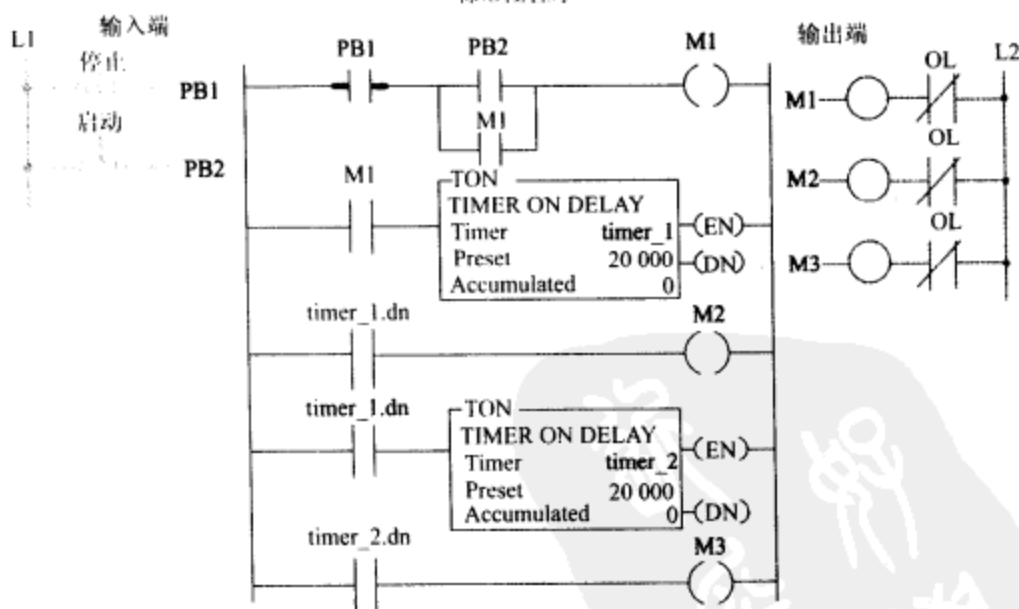 L1
输入端
停止
PB1
启动
PB2
PB1
PB2
M1
M1
M1
TON
TIMER ON DELAY
Timer timer_1
Preset 20 000
Accumulated 0
(EN)
(DN)
timer_1.dn
M2
timer_1.dn
TON
TIMER ON DELAY
Timer timer_2
Preset 20 000
Accumulated 0
(EN)
(DN)
timer_2.dn
M3
输出端
L2
OL
M1
OL
M2
OL
M3